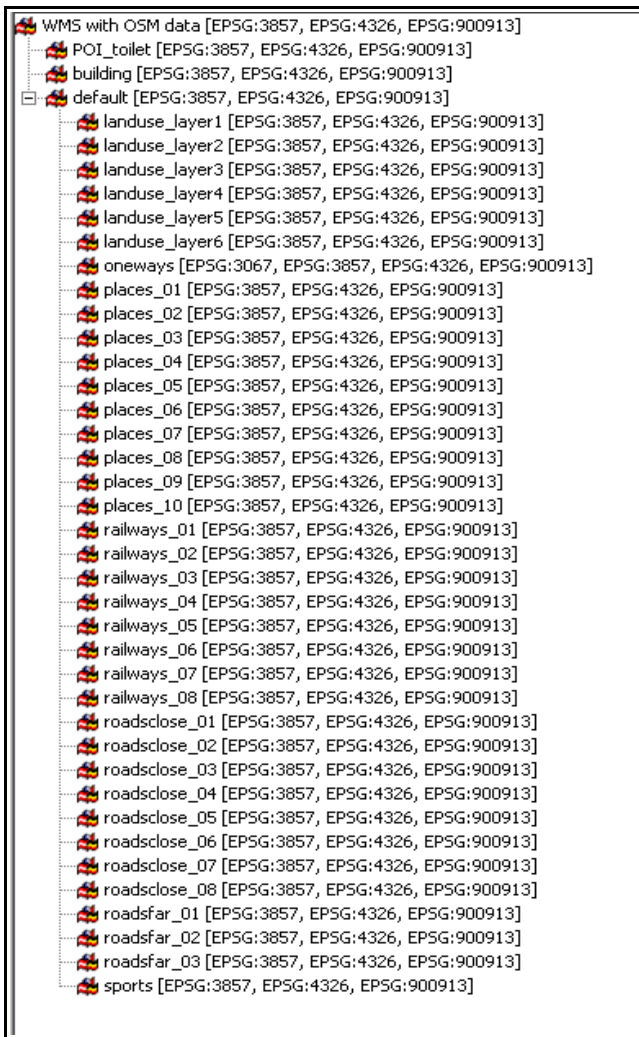 WMS with OSM data [EPSG:3857, EPSG:4326, EPSG:900913]
POI_toilet [EPSG:3857, EPSG:4326, EPSG:900913]
building [EPSG:3857, EPSG:4326, EPSG:900913]
default [EPSG:3857, EPSG:4326, EPSG:900913]
landuse_layer1 [EPSG:3857, EPSG:4326, EPSG:900913]
landuse_layer2 [EPSG:3857, EPSG:4326, EPSG:900913]
landuse_layer3 [EPSG:3857, EPSG:4326, EPSG:900913]
landuse_layer4 [EPSG:3857, EPSG:4326, EPSG:900913]
landuse_layer5 [EPSG:3857, EPSG:4326, EPSG:900913]
landuse_layer6 [EPSG:3857, EPSG:4326, EPSG:900913]
oneways [EPSG:3067, EPSG:3857, EPSG:4326, EPSG:900913]
places_01 [EPSG:3857, EPSG:4326, EPSG:900913]
places_02 [EPSG:3857, EPSG:4326, EPSG:900913]
places_03 [EPSG:3857, EPSG:4326, EPSG:900913]
places_04 [EPSG:3857, EPSG:4326, EPSG:900913]
places_05 [EPSG:3857, EPSG:4326, EPSG:900913]
places_06 [EPSG:3857, EPSG:4326, EPSG:900913]
places_07 [EPSG:3857, EPSG:4326, EPSG:900913]
places_08 [EPSG:3857, EPSG:4326, EPSG:900913]
places_09 [EPSG:3857, EPSG:4326, EPSG:900913]
places_10 [EPSG:3857, EPSG:4326, EPSG:900913]
railways_01 [EPSG:3857, EPSG:4326, EPSG:900913]
railways_02 [EPSG:3857, EPSG:4326, EPSG:900913]
railways_03 [EPSG:3857, EPSG:4326, EPSG:900913]
railways_04 [EPSG:3857, EPSG:4326, EPSG:900913]
railways_05 [EPSG:3857, EPSG:4326, EPSG:900913]
railways_06 [EPSG:3857, EPSG:4326, EPSG:900913]
railways_07 [EPSG:3857, EPSG:4326, EPSG:900913]
railways_08 [EPSG:3857, EPSG:4326, EPSG:900913]
roadsclose_01 [EPSG:3857, EPSG:4326, EPSG:900913]
roadsclose_02 [EPSG:3857, EPSG:4326, EPSG:900913]
roadsclose_03 [EPSG:3857, EPSG:4326, EPSG:900913]
roadsclose_04 [EPSG:3857, EPSG:4326, EPSG:900913]
roadsclose_05 [EPSG:3857, EPSG:4326, EPSG:900913]
roadsclose_06 [EPSG:3857, EPSG:4326, EPSG:900913]
roadsclose_07 [EPSG:3857, EPSG:4326, EPSG:900913]
roadsclose_08 [EPSG:3857, EPSG:4326, EPSG:900913]
roadsfar_01 [EPSG:3857, EPSG:4326, EPSG:900913]
roadsfar_02 [EPSG:3857, EPSG:4326, EPSG:900913]
roadsfar_03 [EPSG:3857, EPSG:4326, EPSG:900913]
sports [EPSG:3857, EPSG:4326, EPSG:900913]